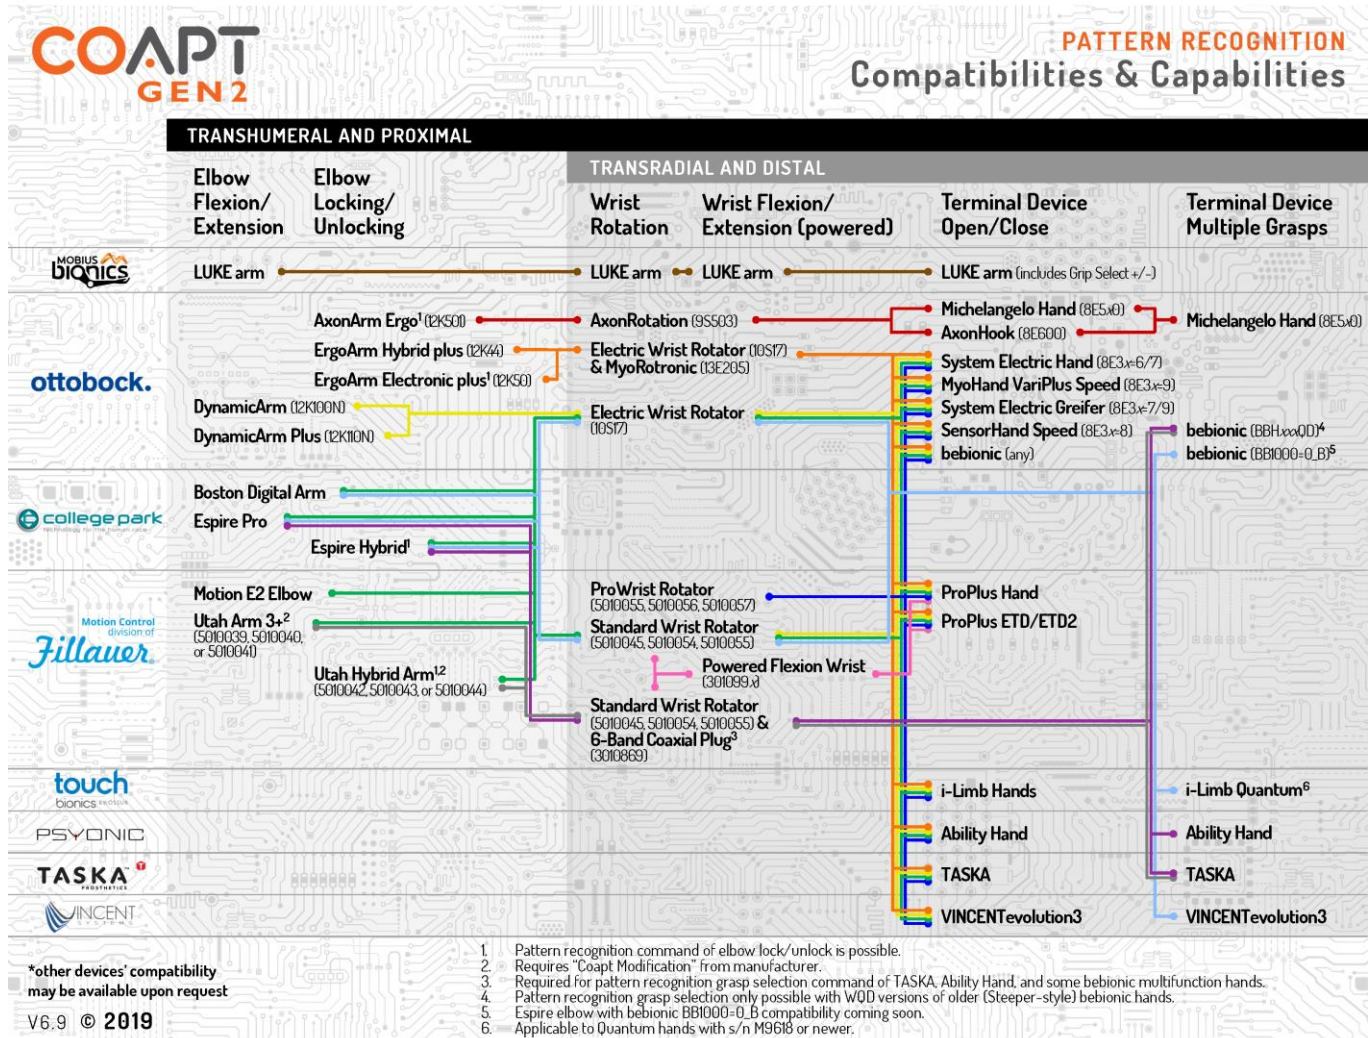 COAPT
GEN2
PATTERN RECOGNITION
Compatibilities & Capabilities
TRANSHUMERAL AND PROXIMAL
TRANSRADIAL AND DISTAL
Elbow
Flexion/
Extension
Elbow
Locking/
Unlocking
Wrist
Rotation
Wrist Flexion/
Extension (powered)
Terminal Device
Open/Close
Terminal Device
Multiple Grasps
MOBIUS
bionics
LUKE arm
LUKE arm
LUKE arm
LUKE arm (includes Grip Select +/-)
ottobock.
AxonArm Ergo¹ (12K501)
AxonRotation (9S503)
Michelangelo Hand (8E5x0)
AxonHook (8E600)
Michelangelo Hand (8E5x0)
ErgoArm Hybrid plus (12K44)
ErgoArm Electronic plus¹ (12K50)
Electric Wrist Rotator (10S17)
& MyoRotronic (13E205)
System Electric Hand (8E3x=6/7)
MyoHand VariPlus Speed (8E3x=9)
System Electric Greifer (8E3x=7/9)
SensorHand Speed (8E3x=8)
bebionic (any)
DynamicArm (12K100N)
DynamicArm Plus (12K110N)
Electric Wrist Rotator
(10S17)
bebionic (BBHxxxQD)⁴
bebionic (BB1000=0_B)⁵
college park
Boston Digital Arm
Espire Pro
Espire Hybrid¹
Motion Control
division of
Fillauer
Motion E2 Elbow
Utah Arm 3+²
(5010039, 5010040,
or 5010041)
Utah Hybrid Arm¹,²
(5010042, 5010043, or 5010044)
ProWrist Rotator
(5010055, 5010056, 5010057)
Standard Wrist Rotator
(5010045, 5010054, 5010055)
Powered Flexion Wrist
(301099x)
Standard Wrist Rotator
(5010045, 5010054, 5010055) &
6-Band Coaxial Plug³
(3010869)
ProPlus Hand
ProPlus ETD/ETD2
touch
bionics
i-Limb Hands
i-Limb Quantum⁶
PSYONIC
Ability Hand
Ability Hand
TASKA
PROSTHETICS
TASKA
TASKA
VINCENT
SYSTEMS
VINCENTevolution3
VINCENTevolution3
*other devices' compatibility
may be available upon request
V6.9 © 2019
1. Pattern recognition command of elbow lock/unlock is possible.
2. Requires "Coapt Modification" from manufacturer.
3. Required for pattern recognition grasp selection command of TASKA, Ability Hand, and some bebionic multifunction hands.
4. Pattern recognition grasp selection only possible with WQD versions of older (Steeper-style) bebionic hands.
5. Espire elbow with bebionic BB1000=0_B compatibility coming soon.
6. Applicable to Quantum hands with s/n M9618 or newer.